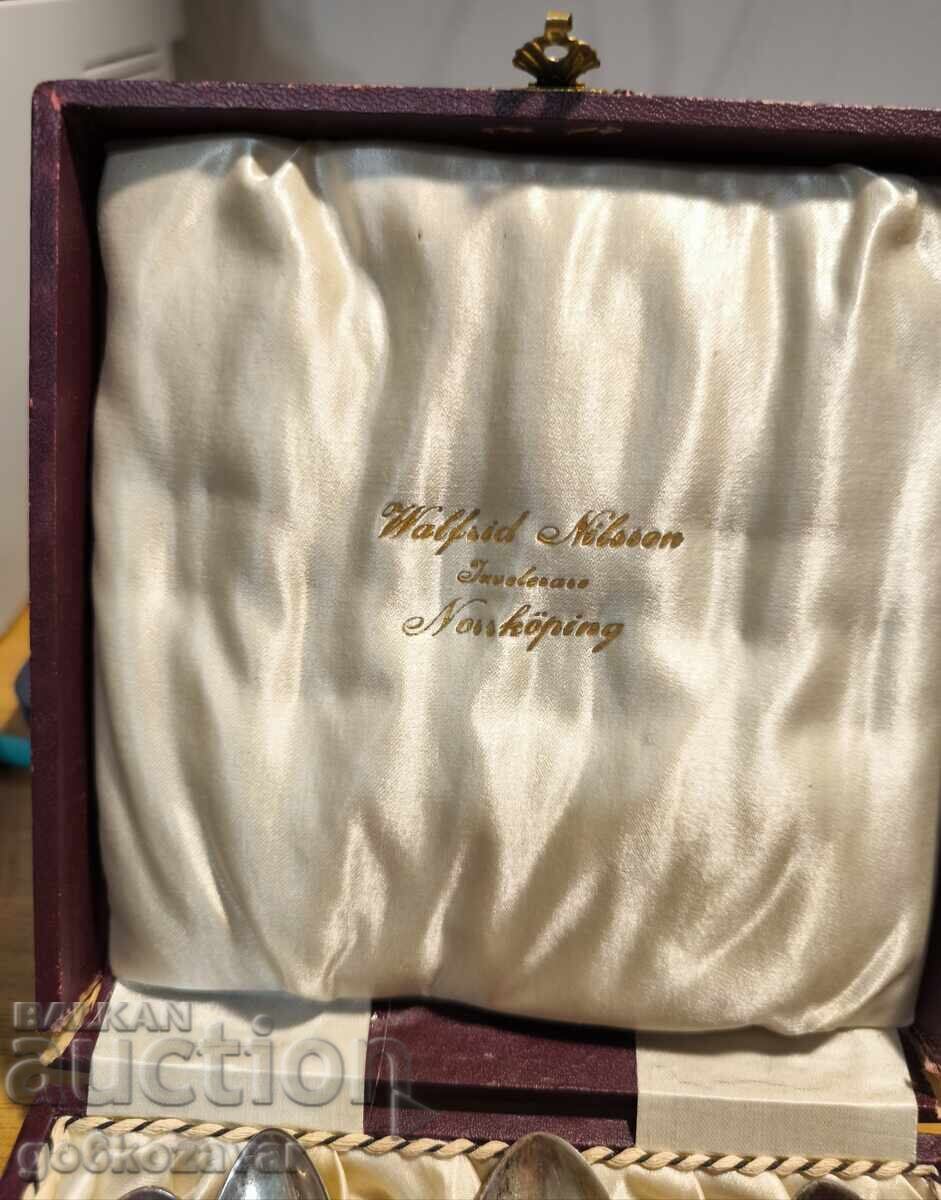 Walfrid Nilsson
Juvelerare
Norrköping
BALKAN
auction
go6kozavar